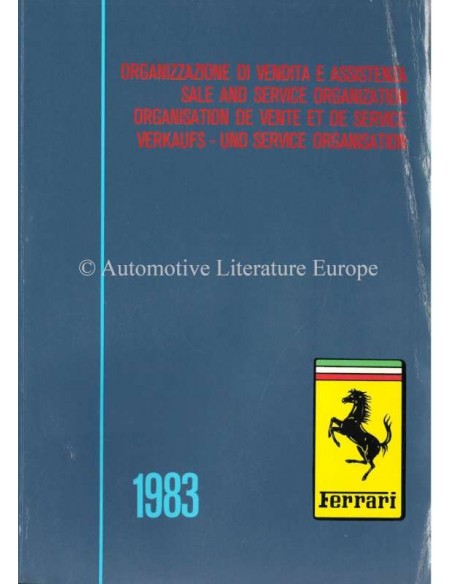 ORGANIZZAZIONE DI VENDITA E ASSISTENZA
SALE AND SERVICE ORGANIZATION
ORGANISATION DE VENTE ET DE SERVICE
VERKAUFS - UND SERVICE ORGANISATION
© Automotive Literature Europe
1983
Ferrari